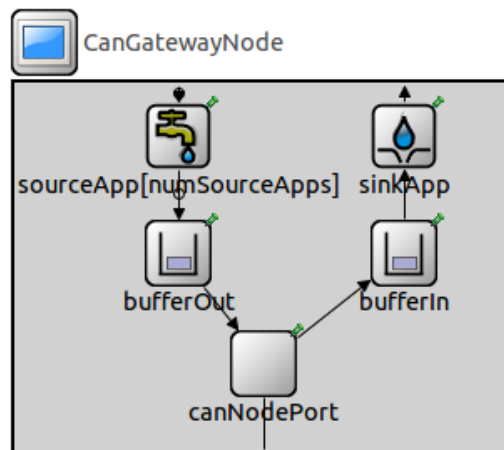 CanGatewayNode
sourceApp[numSourceApps] sinkApp
bufferOut bufferIn
canNodePort